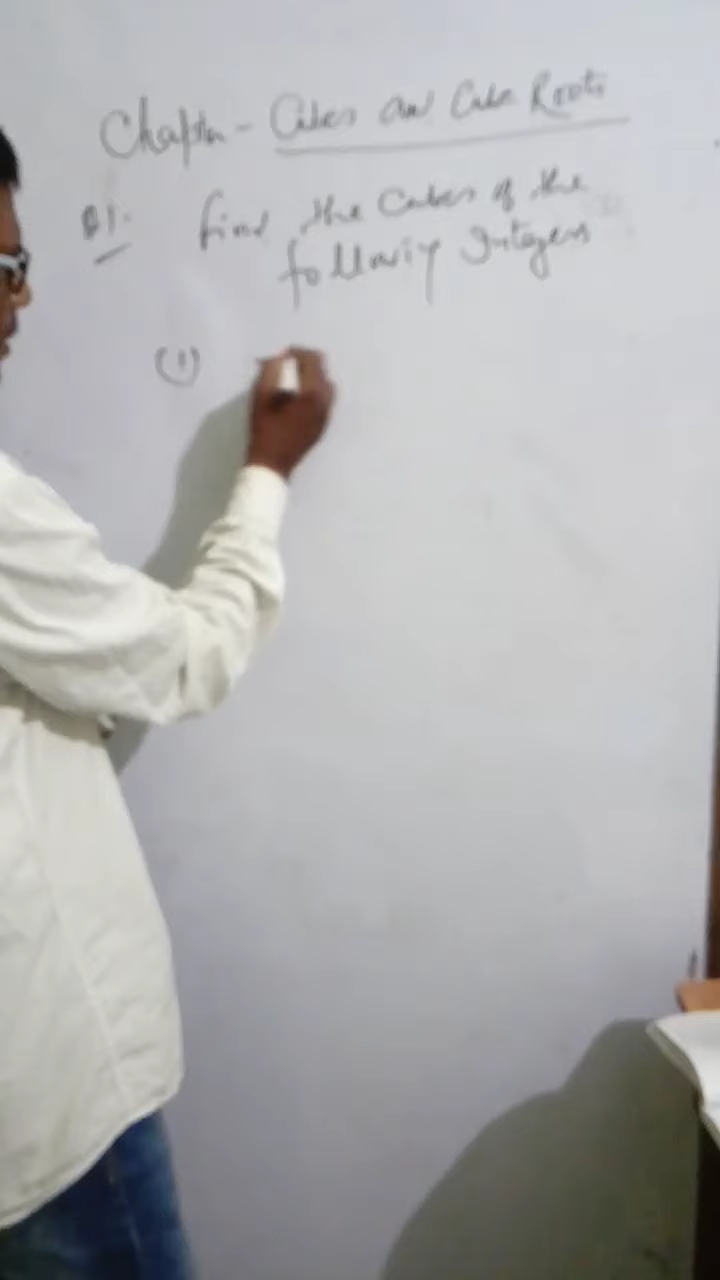 Chapter - Cubes and Cube Roots
Q1. find the Cubes of the
following Integers
(1)